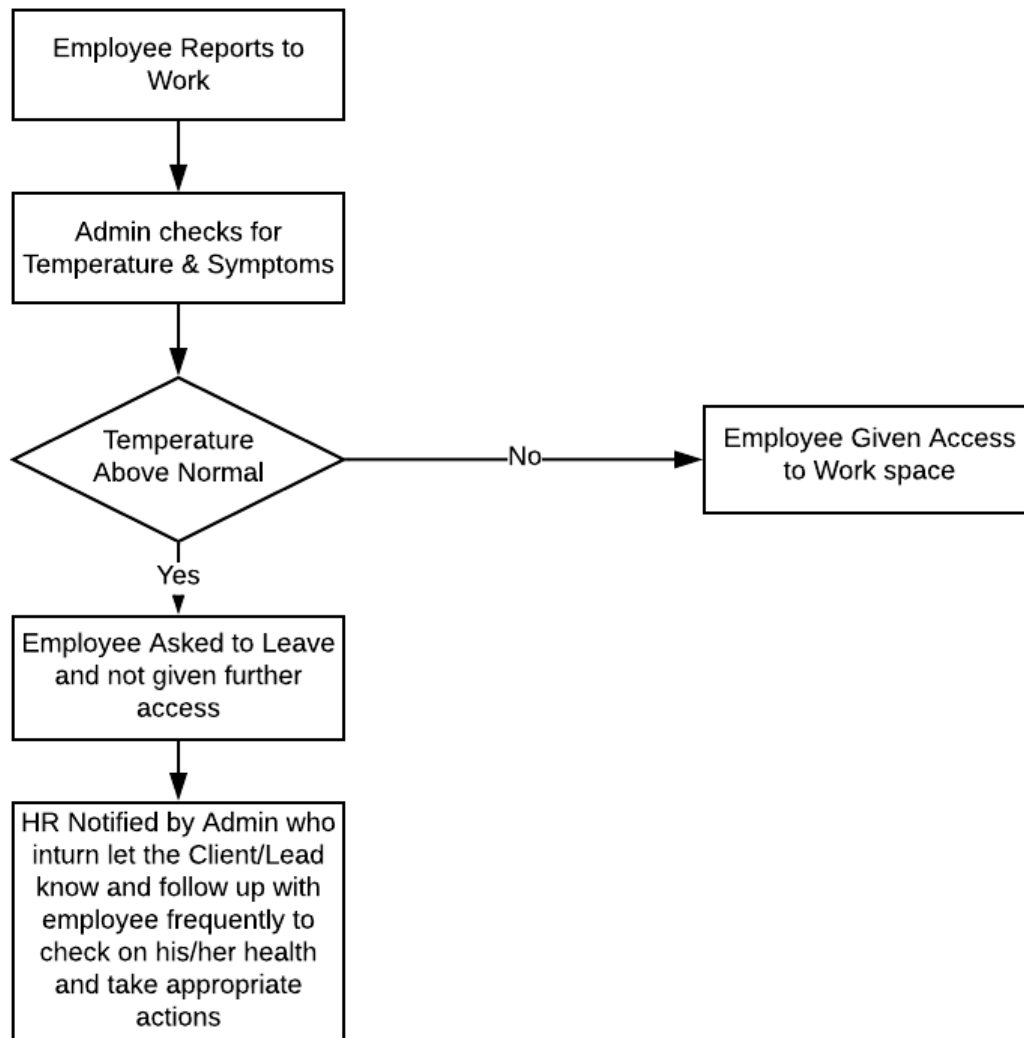 Employee Reports to
Work
Admin checks for
Temperature & Symptoms
Temperature
Above Normal
No
Employee Given Access
to Work space
Yes
Employee Asked to Leave
and not given further
access
HR Notified by Admin who
inturn let the Client/Lead
know and follow up with
employee frequently to
check on his/her health
and take appropriate
actions